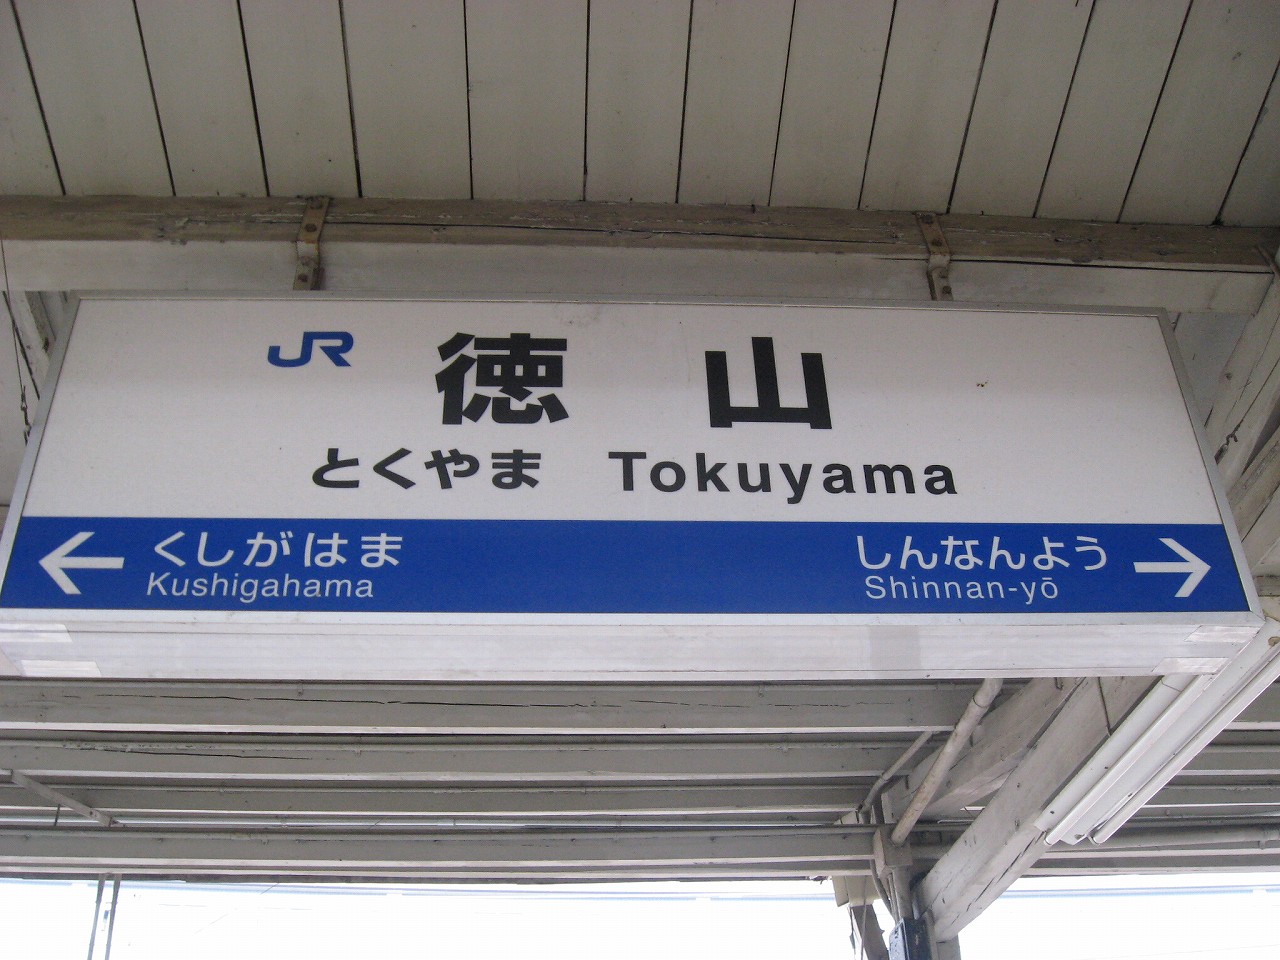 JR 徳山
とくやま Tokuyama
← くしがはま
Kushigahama
しんなんよう →
Shinnan-yō